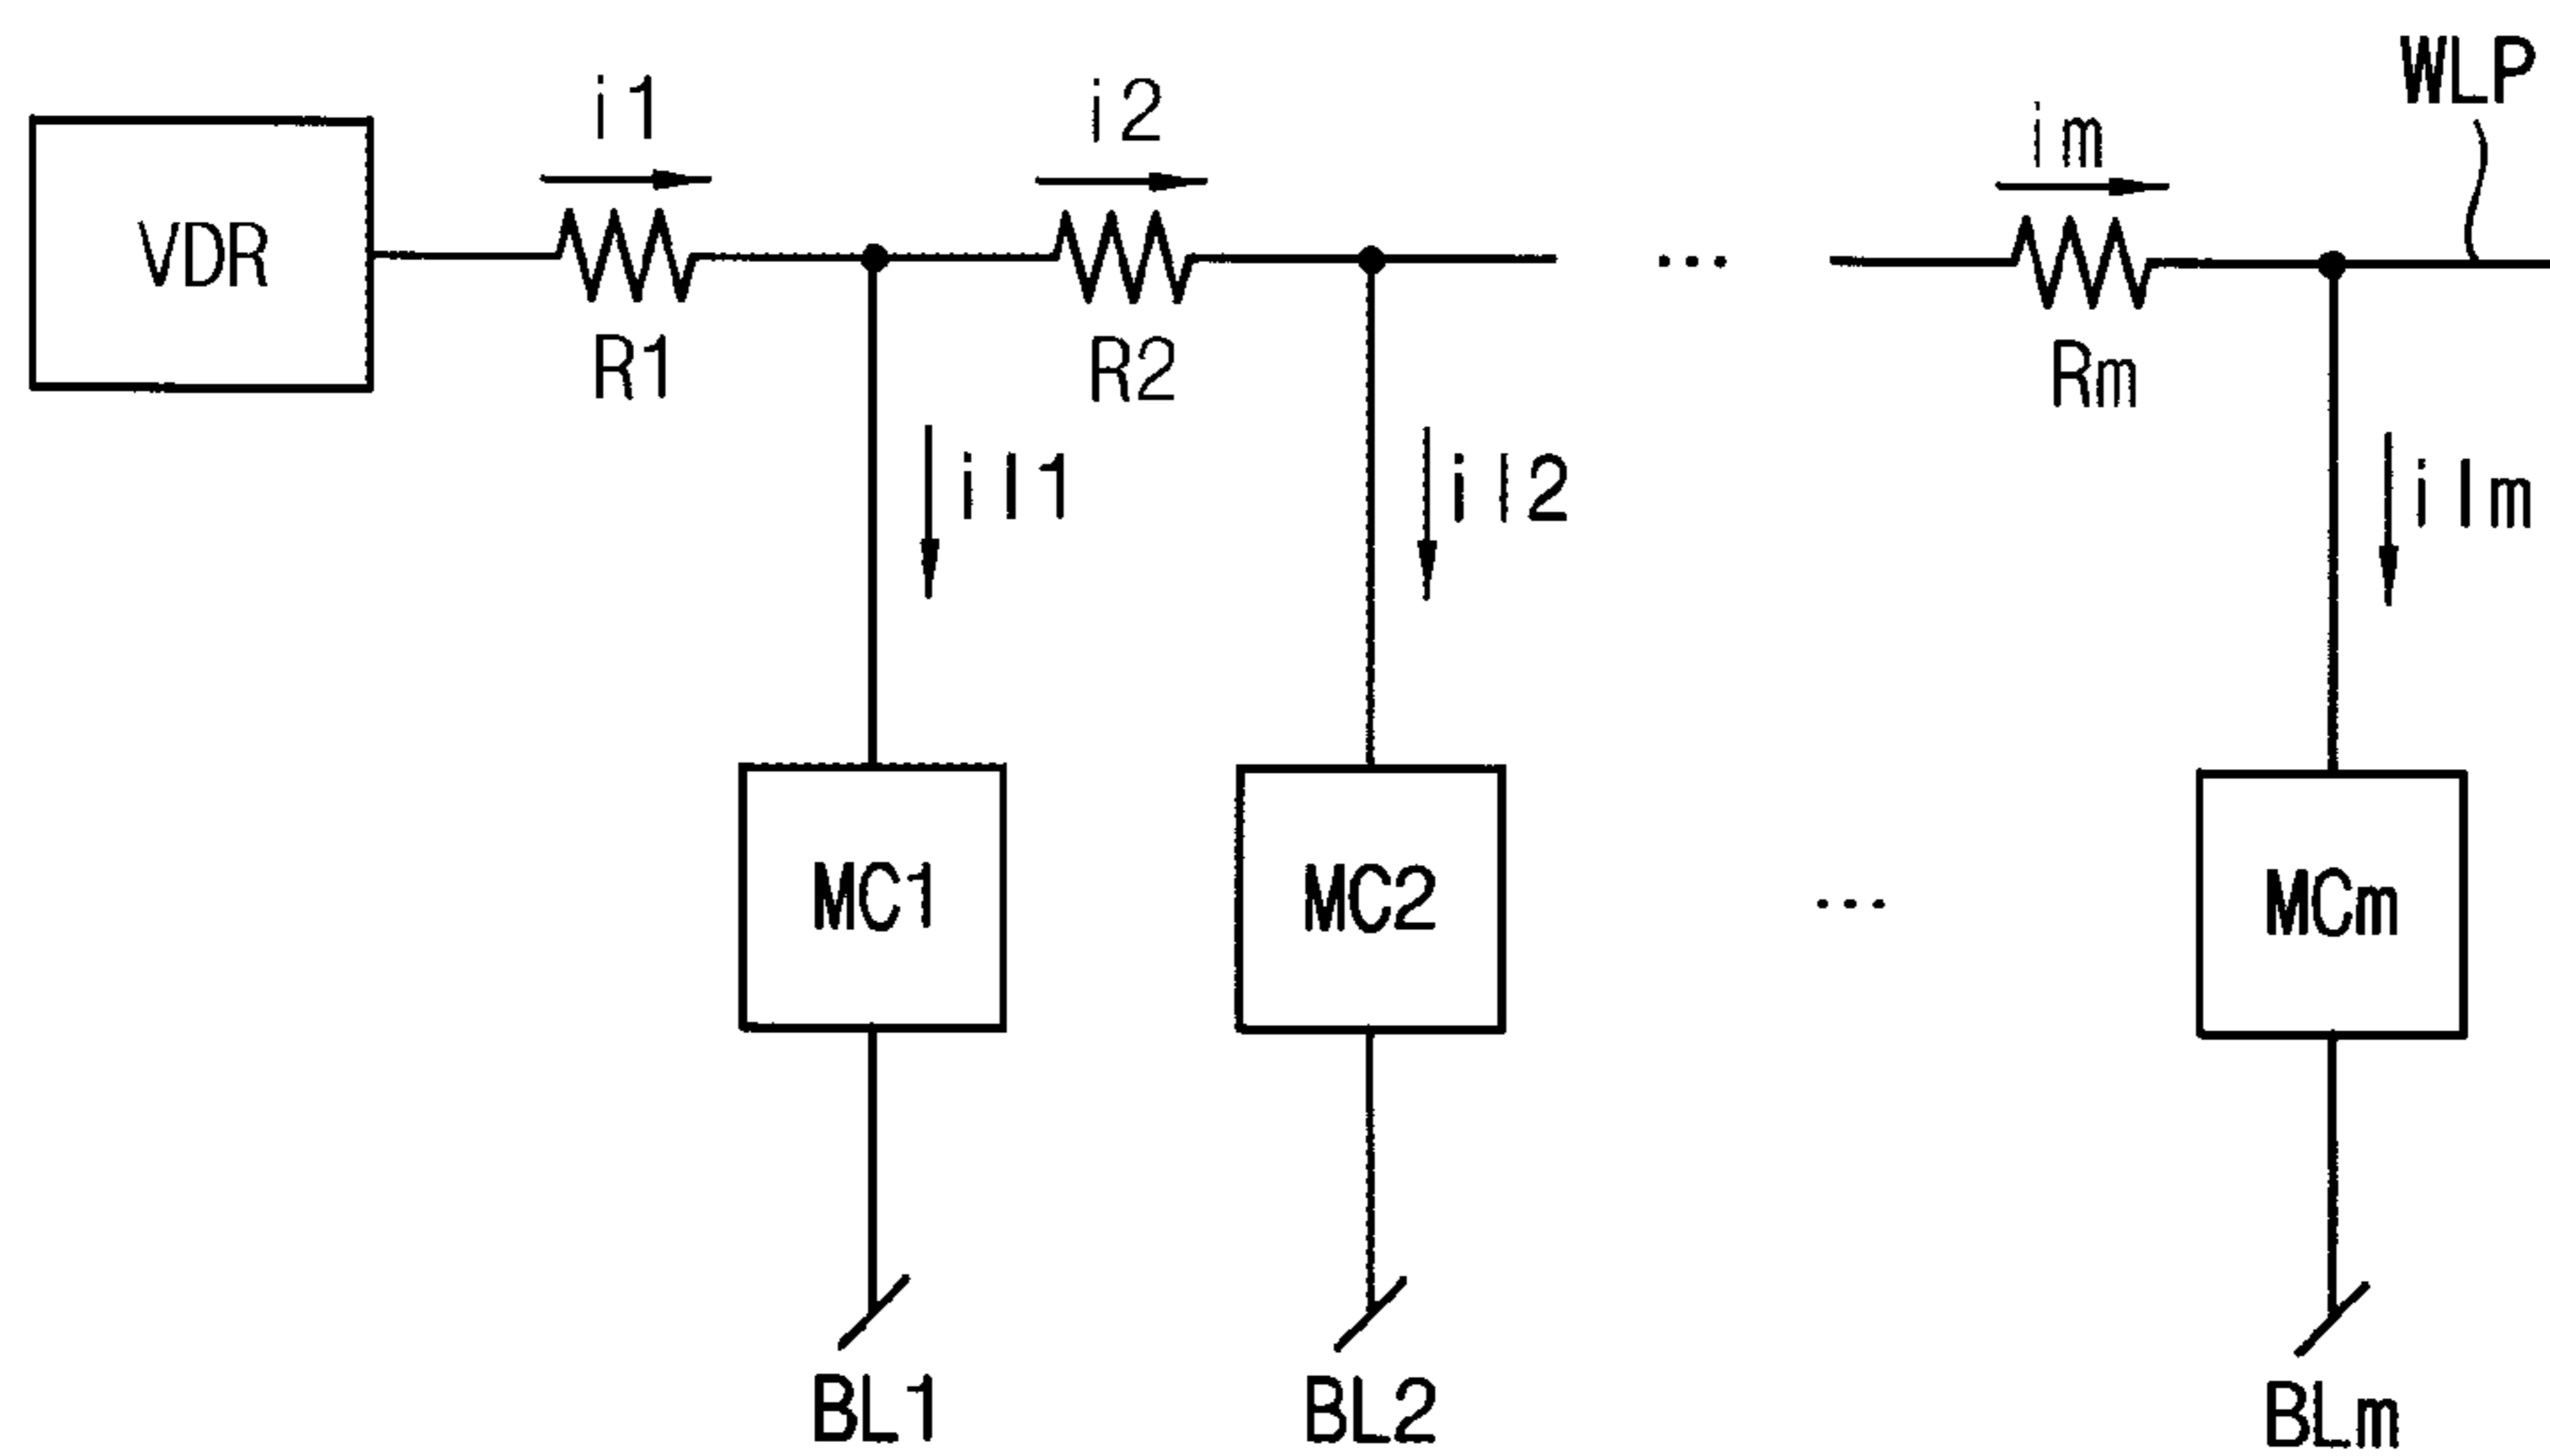 WLP
i1 i2 im
VDR
R1 R2 Rm
il1 il2 ilm
...
MC1 MC2 ... MCm
BL1 BL2 BLm